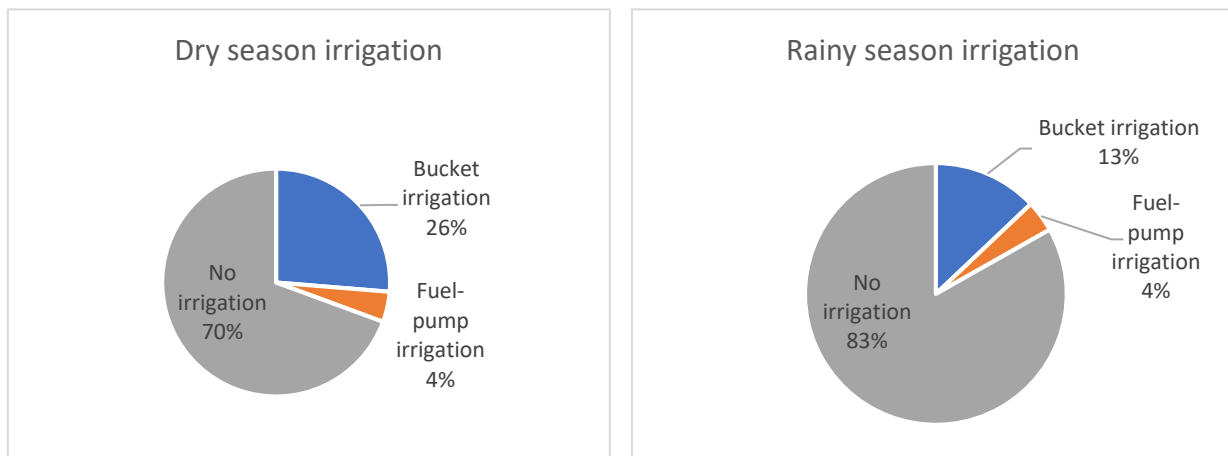 Dry season irrigation
Bucket
irrigation
26%
Fuel-
pump
irrigation
4%
No
irrigation
70%
Rainy season irrigation
Bucket irrigation
13%
Fuel-
pump
irrigation
4%
No
irrigation
83%